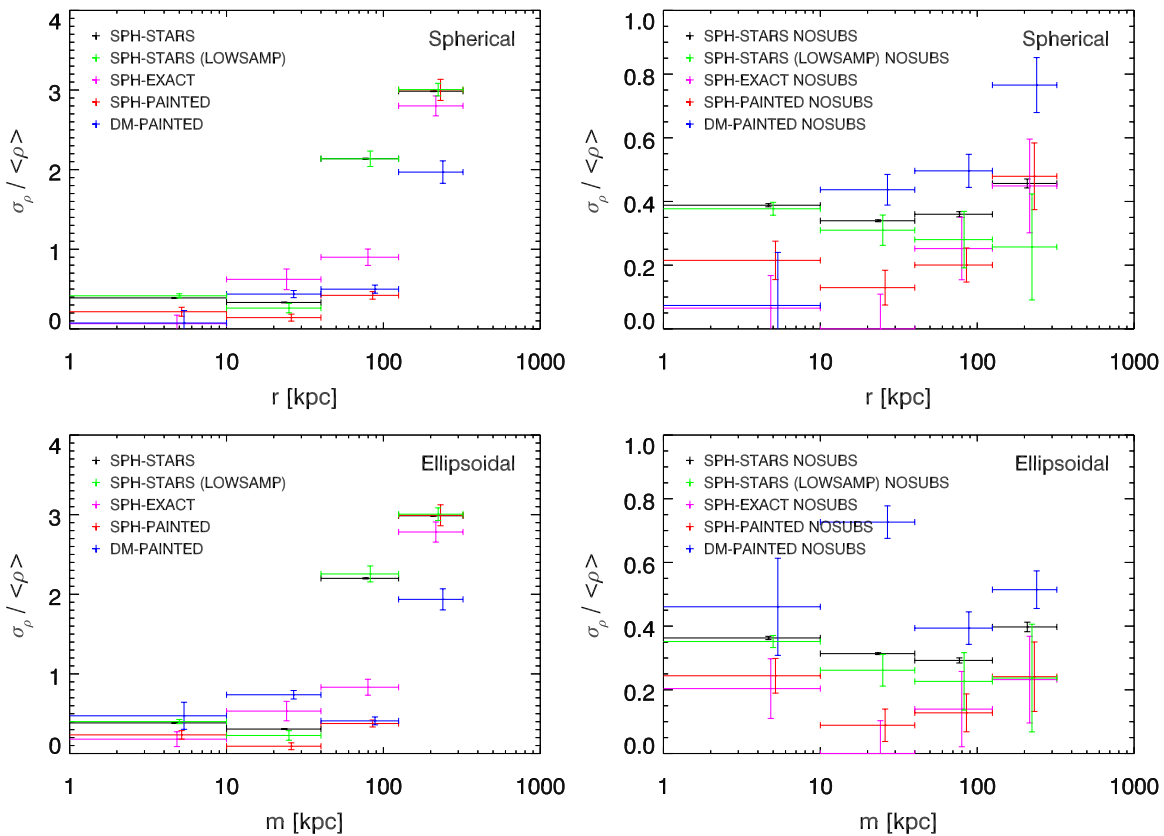 4
3
2
1
0
σρ / <ρ>
SPH-STARS
SPH-STARS (LOWSAMP)
SPH-EXACT
SPH-PAINTED
DM-PAINTED
Spherical
1 10 100 1000
r [kpc]
1.0
0.8
0.6
0.4
0.2
0.0
σρ / <ρ>
SPH-STARS NOSUBS
SPH-STARS (LOWSAMP) NOSUBS
SPH-EXACT NOSUBS
SPH-PAINTED NOSUBS
DM-PAINTED NOSUBS
Spherical
1 10 100 1000
r [kpc]
4
3
2
1
0
σρ / <ρ>
SPH-STARS
SPH-STARS (LOWSAMP)
SPH-EXACT
SPH-PAINTED
DM-PAINTED
Ellipsoidal
1 10 100 1000
m [kpc]
1.0
0.8
0.6
0.4
0.2
0.0
σρ / <ρ>
SPH-STARS NOSUBS
SPH-STARS (LOWSAMP) NOSUBS
SPH-EXACT NOSUBS
SPH-PAINTED NOSUBS
DM-PAINTED NOSUBS
Ellipsoidal
1 10 100 1000
m [kpc]